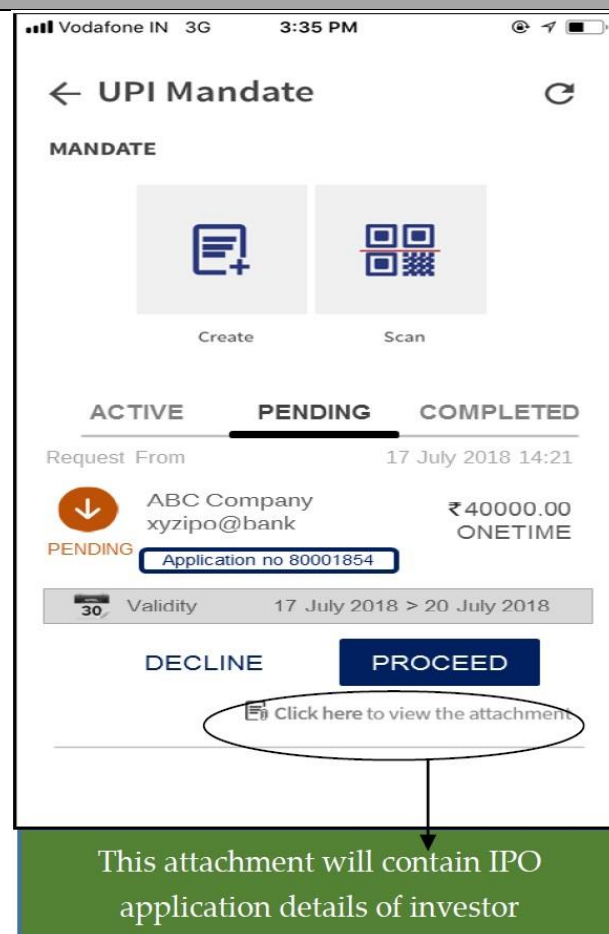 Vodafone IN 3G 3:35 PM
UPI Mandate
MANDATE
Create Scan
ACTIVE PENDING COMPLETED
Request From 17 July 2018 14:21
ABC Company ₹40000.00
xyzipo@bank ONETIME
PENDING
Application no 80001854
30 Validity 17 July 2018 > 20 July 2018
DECLINE PROCEED
Click here to view the attachment
This attachment will contain IPO
application details of investor